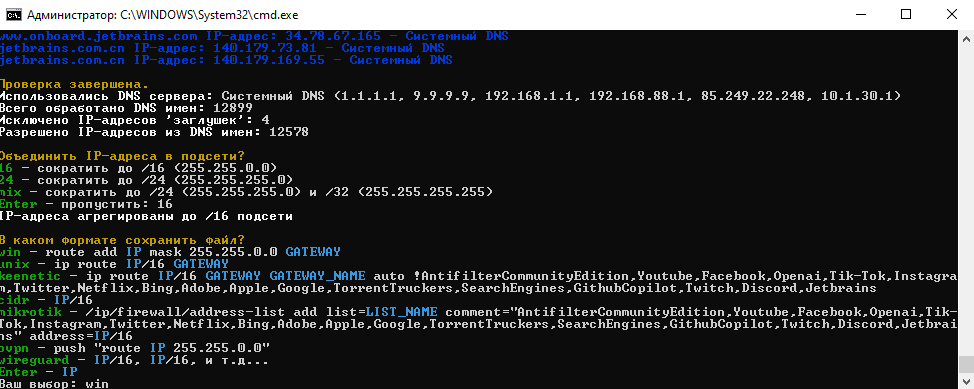 Администратор: C:\WINDOWS\System32\cmd.exe
www.onboard.jetbrains.com IP-адрес: 34.78.67.165 - Системный DNS
jetbrains.com.cn IP-адрес: 140.179.73.81 - Системный DNS
jetbrains.com.cn IP-адрес: 140.179.169.55 - Системный DNS
Проверка завершена.
Использовались DNS сервера: Системный DNS (1.1.1.1, 9.9.9.9, 192.168.1.1, 192.168.88.1, 85.249.22.248, 10.1.30.1)
Всего обработано DNS имен: 12899
Исключено IP-адресов 'заглушек': 4
Разрешено IP-адресов из DNS имен: 12578
Объединить IP-адреса в подсети?
16 - сократить до /16 (255.255.0.0)
24 - сократить до /24 (255.255.255.0)
mix - сократить до /24 (255.255.255.0) и /32 (255.255.255.255)
Enter - пропустить: 16
IP-адреса агрегированы до /16 подсети
В каком формате сохранить файл?
win - route add IP mask 255.255.0.0 GATEWAY
unix - ip route IP/16 GATEWAY
keenetic - ip route IP/16 GATEWAY GATEWAY_NAME auto !AntifilterCommunityEdition,Youtube,Facebook,Openai,Tik-Tok,Instagra
m,Twitter,Netflix,Bing,Adobe,Apple,Google,TorrentTruckers,SearchEngines,GithubCopilot,Twitch,Discord,Jetbrains
cidr - IP/16
mikrotik - /ip/firewall/address-list add list=LIST_NAME comment="AntifilterCommunityEdition,Youtube,Facebook,Openai,Tik-
Tok,Instagram,Twitter,Netflix,Bing,Adobe,Apple,Google,TorrentTruckers,SearchEngines,GithubCopilot,Twitch,Discord,Jetbrai
ns" address=IP/16
ovpn - push "route IP 255.255.0.0"
wireguard - IP/16, IP/16, и т.д...
Enter - IP
Ваш выбор: win